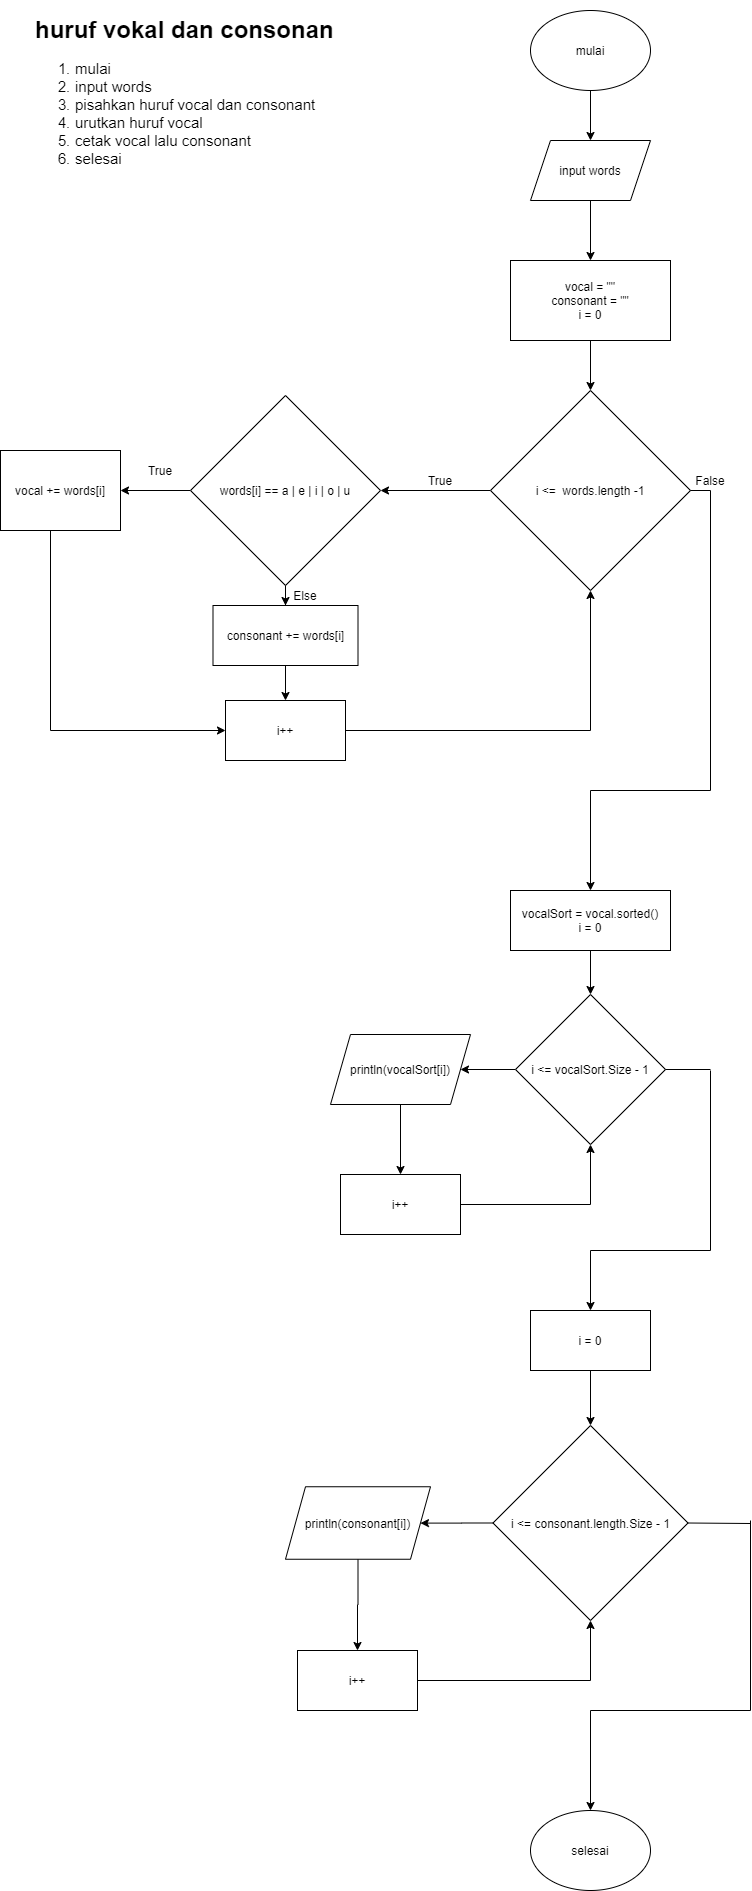 huruf vokal dan consonan
1. mulai
2. input words
3. pisahkan huruf vocal dan consonant
4. urutkan huruf vocal
5. cetak vocal lalu consonant
6. selesai
mulai
input words
vocal = ""
consonant = ""
i = 0
i <= words.length -1
True
False
words[i] == a | e | i | o | u
True
vocal += words[i]
Else
consonant += words[i]
i++
vocalSort = vocal.sorted()
i = 0
i <= vocalSort.Size - 1
println(vocalSort[i])
i++
i = 0
i <= consonant.length.Size - 1
println(consonant[i])
i++
selesai